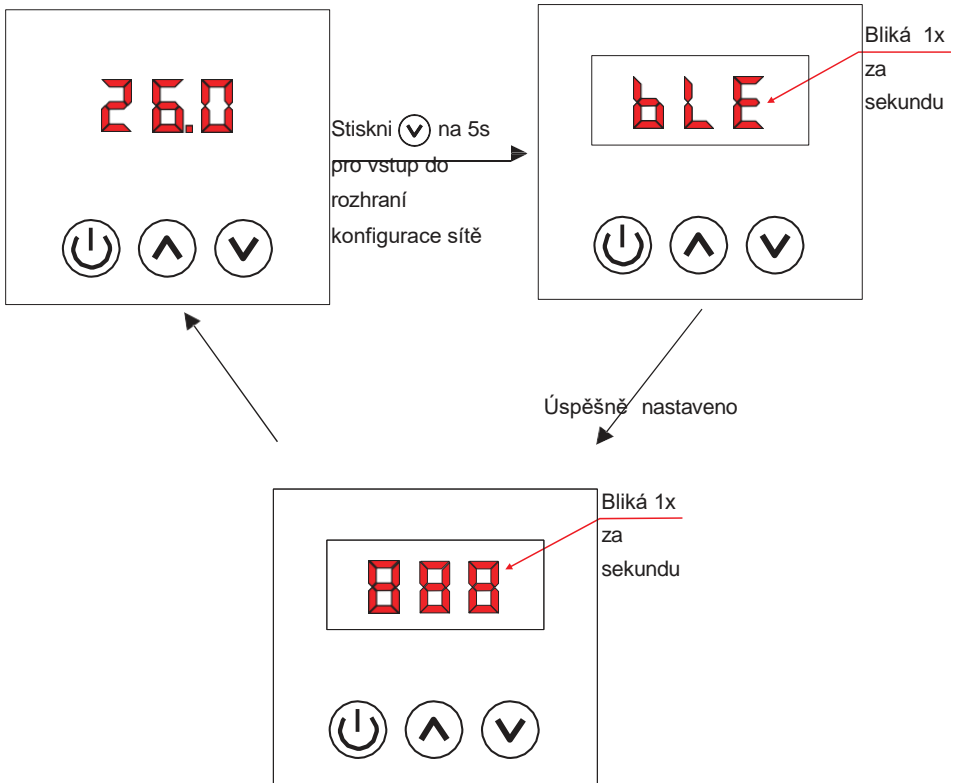 26.0
Stiskni na 5s
pro vstup do
rozhraní
konfigurace sítě
bLE
Bliká 1x
za
sekundu
Úspěšně nastaveno
888
Bliká 1x
za
sekundu